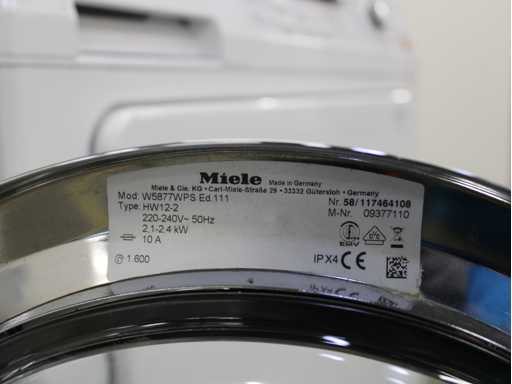 Miele Made in Germany
Miele & Cie. KG • Carl-Miele-Straße 29 • 33332 Gütersloh • Germany
Mod: W5877WPS Ed.111
Nr. 58/117464108
Type: HW12-2
M-Nr. 09377110
220-240V~ 50Hz
2,1-2,4 kW
10 A
1.600
IPX4 CE